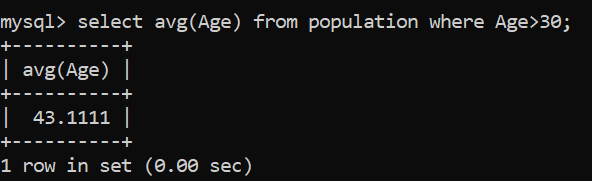 mysql> select avg(Age) from population where Age>30;
+----------+
| avg(Age) |
+----------+
|  43.1111 |
+----------+
1 row in set (0.00 sec)